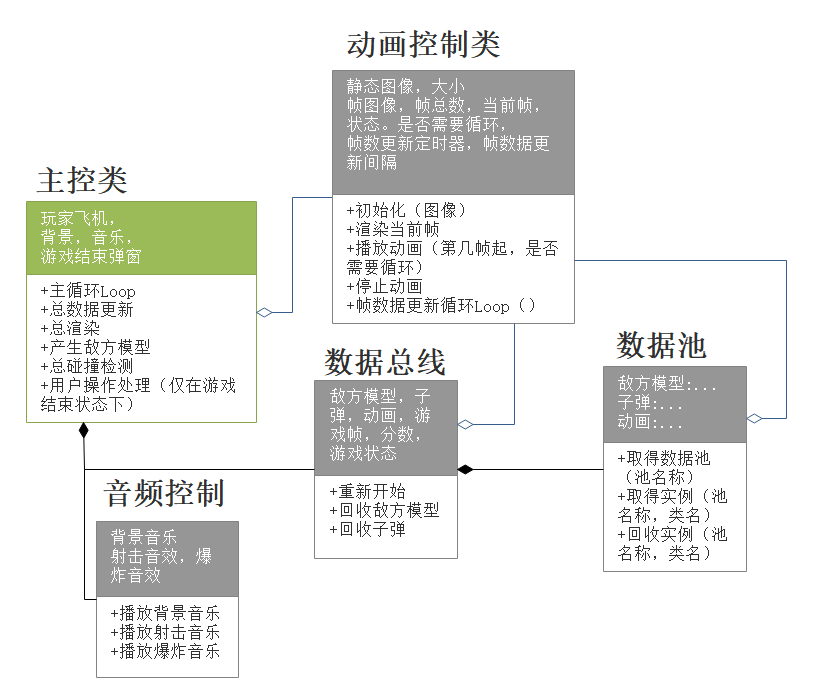 动画控制类
静态图像，大小
帧图像，帧总数，当前帧，
状态。是否需要循环，
帧数更新定时器，帧数据更
新间隔
+初始化（图像）
+渲染当前帧
+播放动画（第几帧起，是否
需要循环）
+停止动画
+帧数据更新循环Loop（）
主控类
玩家飞机，
背景，音乐，
游戏结束弹窗
+主循环Loop
+总数据更新
+总渲染
+产生敌方模型
+总碰撞检测
+用户操作处理（仅在游戏
结束状态下）
数据总线
敌方模型，子
弹，动画，游
戏帧，分数，
游戏状态
+重新开始
+回收敌方模型
+回收子弹
数据池
敌方模型:...
子弹:...
动画:...
+取得数据池
（池名称）
+取得实例（池
名称，类名）
+回收实例（池
名称，类名）
音频控制
背景音乐
射击音效，爆
炸音效
+播放背景音乐
+播放射击音乐
+播放爆炸音乐